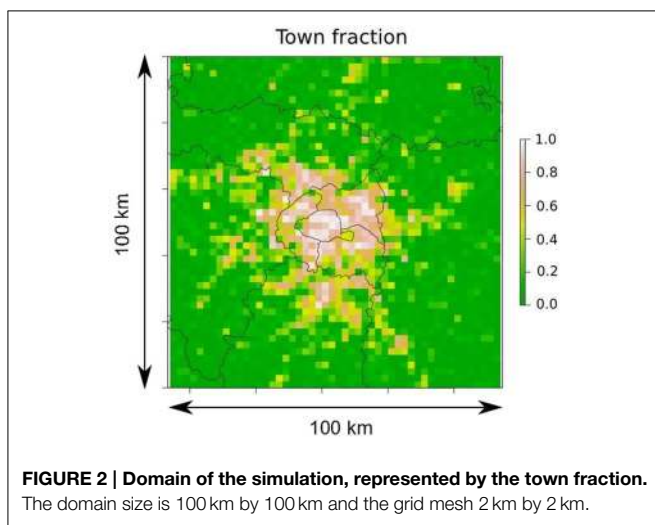 Town fraction
100 km
1.0
0.8
0.6
0.4
0.2
0.0
100 km
FIGURE 2 | Domain of the simulation, represented by the town fraction.
The domain size is 100 km by 100 km and the grid mesh 2 km by 2 km.